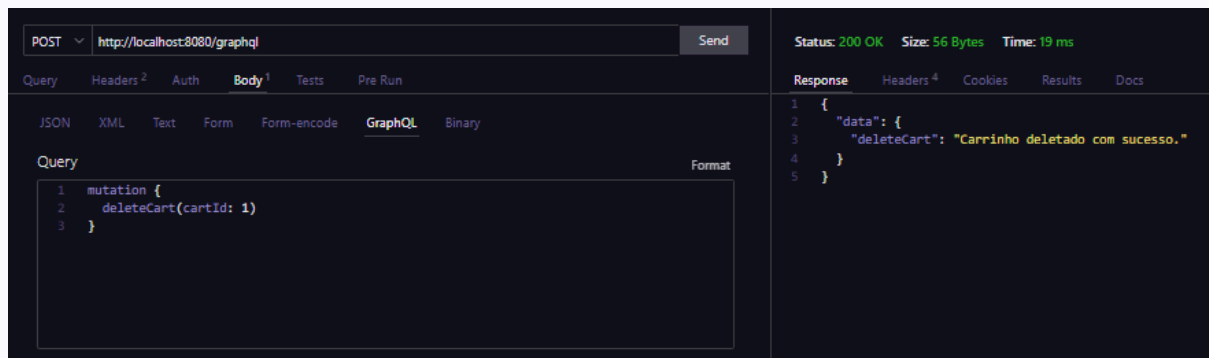 POST http://localhost:8080/graphql Send
Query Headers 2 Auth Body 1 Tests Pre Run
JSON XML Text Form Form-encode GraphQL Binary
Query Format
1 mutation {
2 deleteCart(cartId: 1)
3 }
Status: 200 OK Size: 56 Bytes Time: 19 ms
Response Headers 4 Cookies Results Docs
1 {
2 "data": {
3 "deleteCart": "Carrinho deletado com sucesso."
4 }
5 }